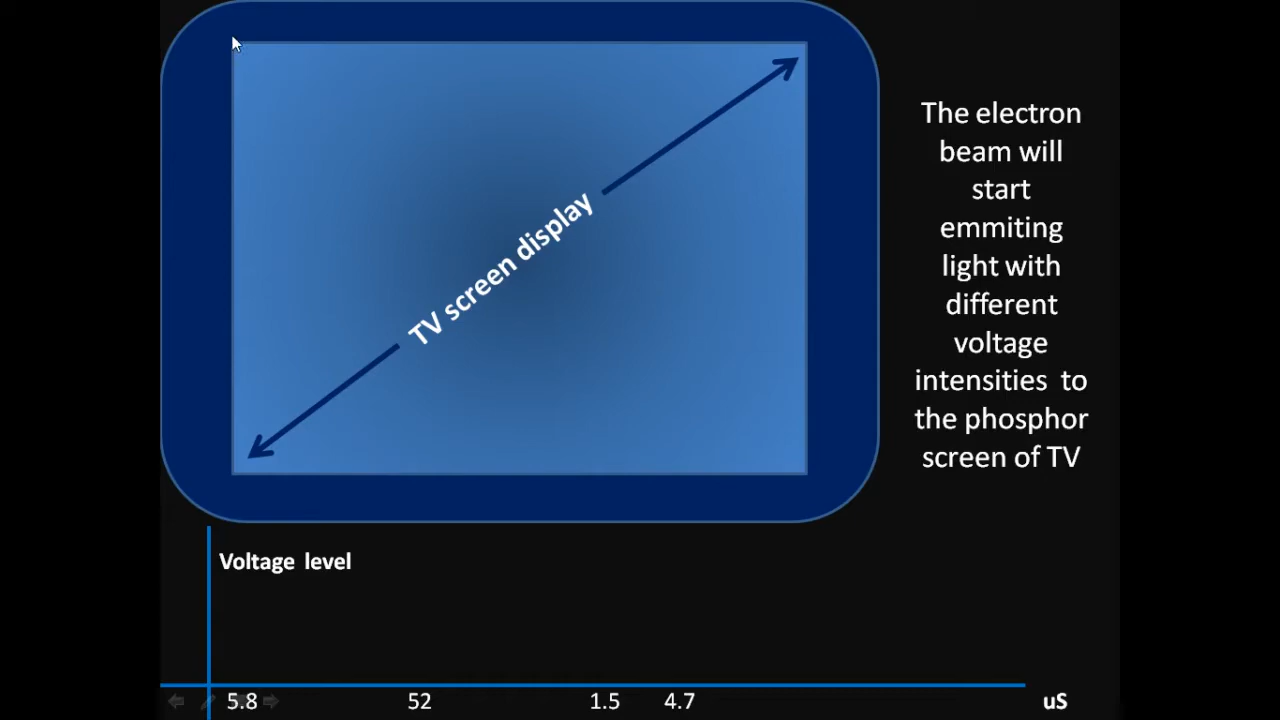 TV screen display
The electron
beam will
start
emmiting
light with
different
voltage
intensities to
the phosphor
screen of TV
Voltage level
5.8 52 1.5 4.7 uS